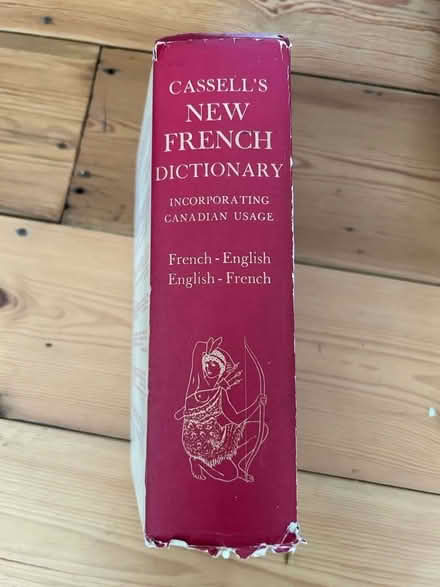 CASSELL'S
NEW
FRENCH
DICTIONARY
INCORPORATING
CANADIAN USAGE
French - English
English - French